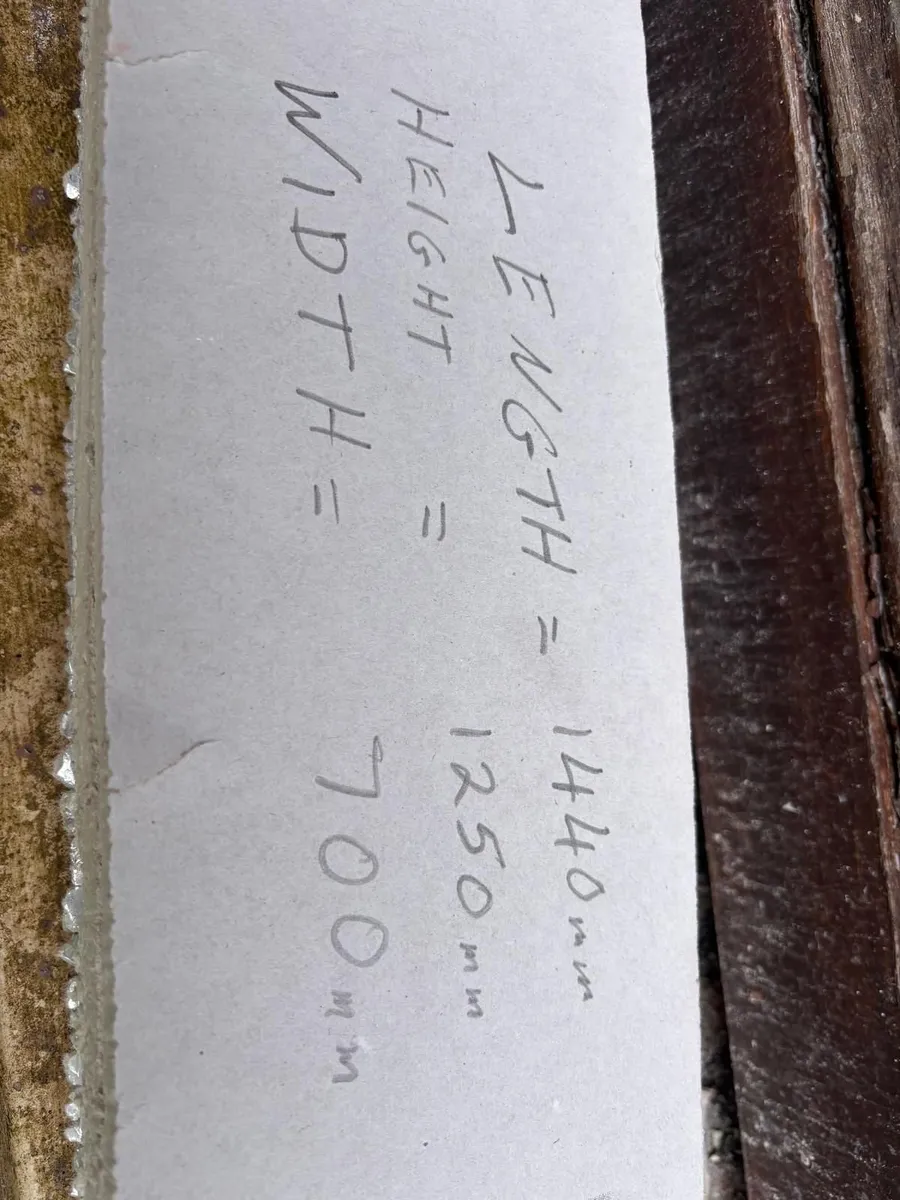 LENGTH = 1440mm
HEIGHT = 1250mm
WIDTH = 700mm